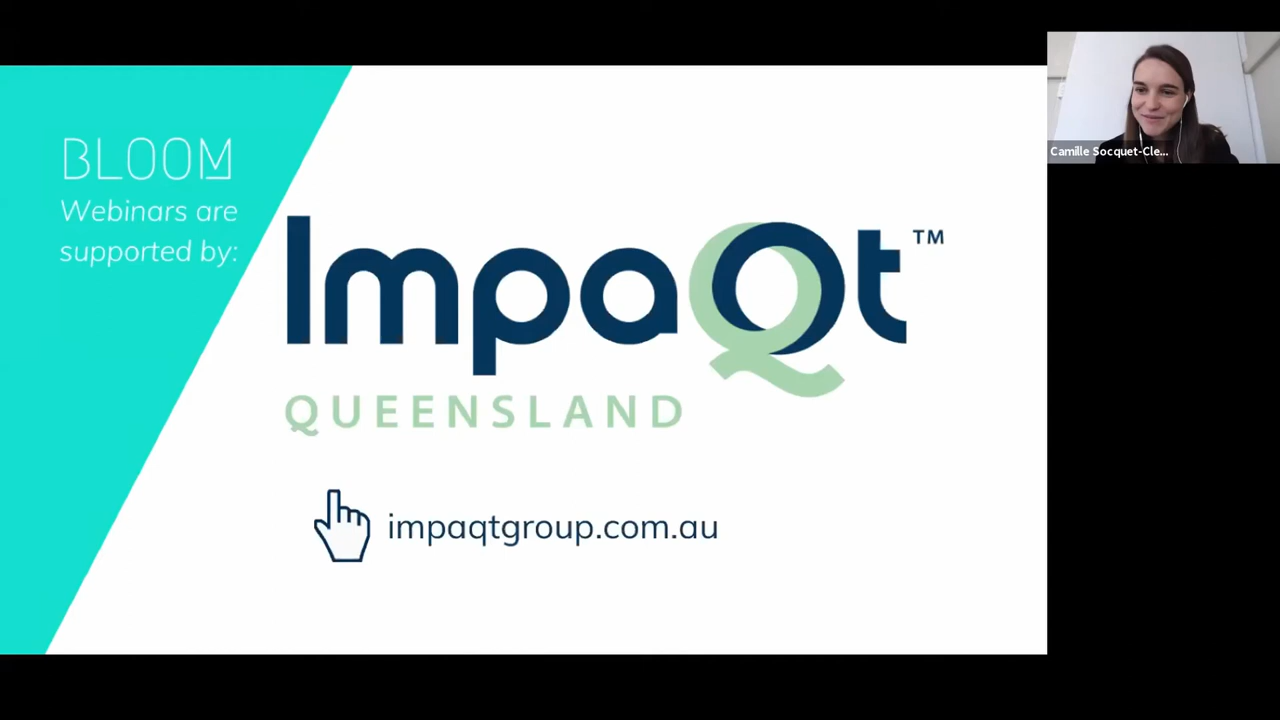 BLOOM
Webinars are
supported by:
ImpaQt™
QUEENSLAND
impaqtgroup.com.au
Camille Socquet-Cle...